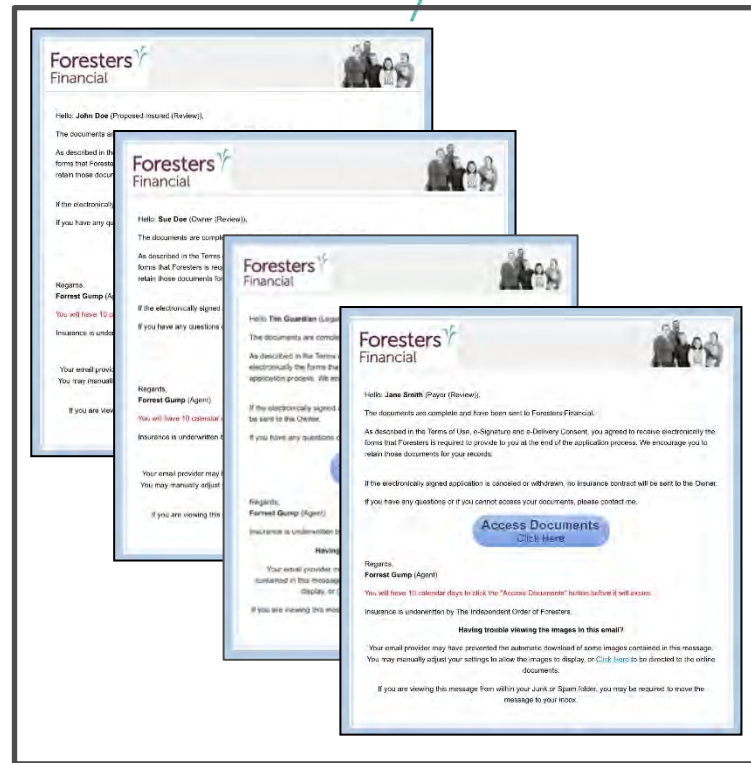 Foresters
Financial
Hello: John Doe (Proposed Insured (Review)),
The documents are
As described in the
forms that Foreste
retain those docum
If the electronically
If you have any qu
Regards,
Forrest Gump (Ag
You will have 10 c
Insurance is under
Your email provid
You may manuall
If you are view
Foresters
Financial
Hello: Sue Doe (Owner (Review)),
The documents are comple
As described in the Terms
forms that Foresters is req
retain those documents for
If the electronically signed
If you have any questions o
Regards,
Forrest Gump (Agent)
You will have 10 calendar
Insurance is underwritten b
Your email provider may
You may manually adjust
If you are viewing this
Foresters
Financial
Hello: Tim Guardian (Lega
The documents are comple
As described in the Terms
electronically the forms tha
application process. We en
If the electronically signed
be sent to the Owner.
If you have any questions o
Regards,
Forrest Gump (Agent)
Insurance is underwritten b
Having
Your email provider m
contained in this message
display, or
If you are viewing this mes
Foresters
Financial
Hello: Jane Smith (Payor (Review)),
The documents are complete and have been sent to Foresters Financial.
As described in the Terms of Use, e-Signature and e-Delivery Consent, you agreed to receive electronically the
forms that Foresters is required to provide to you at the end of the application process. We encourage you to
retain those documents for your records.
If the electronically signed application is canceled or withdrawn, no insurance contract will be sent to the Owner.
If you have any questions or if you cannot access your documents, please contact me.
Access Documents
Click Here
Regards,
Forrest Gump (Agent)
You will have 10 calendar days to click the "Access Documents" button before it will expire.
Insurance is underwritten by The Independent Order of Foresters.
Having trouble viewing the images in this email?
Your email provider may have prevented the automatic download of some images contained in this message.
You may manually adjust your settings to allow the images to display, or Click Here to be directed to the online
documents.
If you are viewing this message from within your Junk or Spam folder, you may be required to move the
message to your inbox.